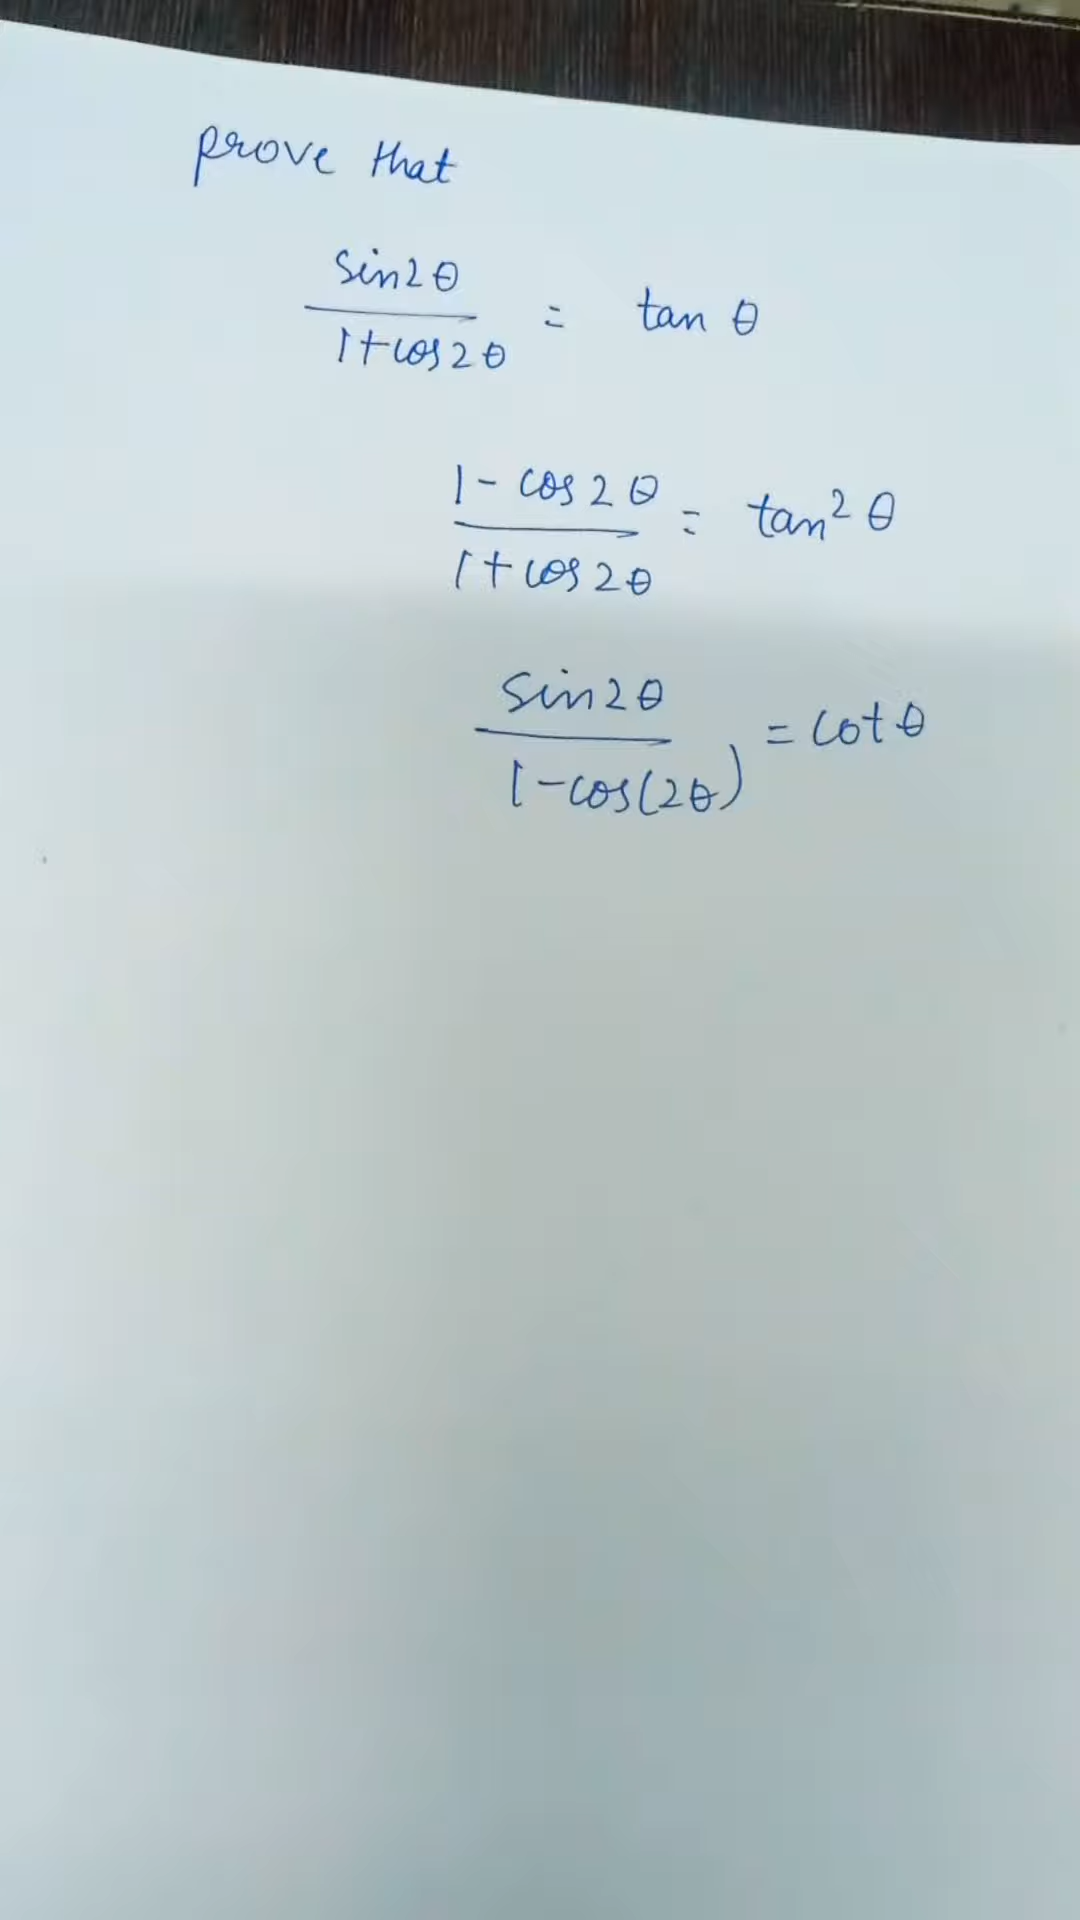 prove that
sin2θ / 1+cos2θ = tan θ
1 - cos 2θ / 1+cos 2θ = tan² θ
sin2θ / 1-cos(2θ) = cot θ